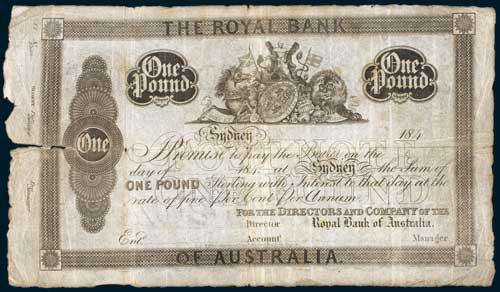 THE ROYAL BANK
One Pound
One Pound
Sydney 184
I Promise to pay the Bearer on the
One
day of 184 at Sydney the Sum of
ONE POUND Sterling with Interest to that day at the
rate of five Per Cent Per Annum
FOR THE DIRECTORS AND COMPANY OF THE
Director Royal Bank of Australia.
Ent. Account Manager
OF AUSTRALIA.